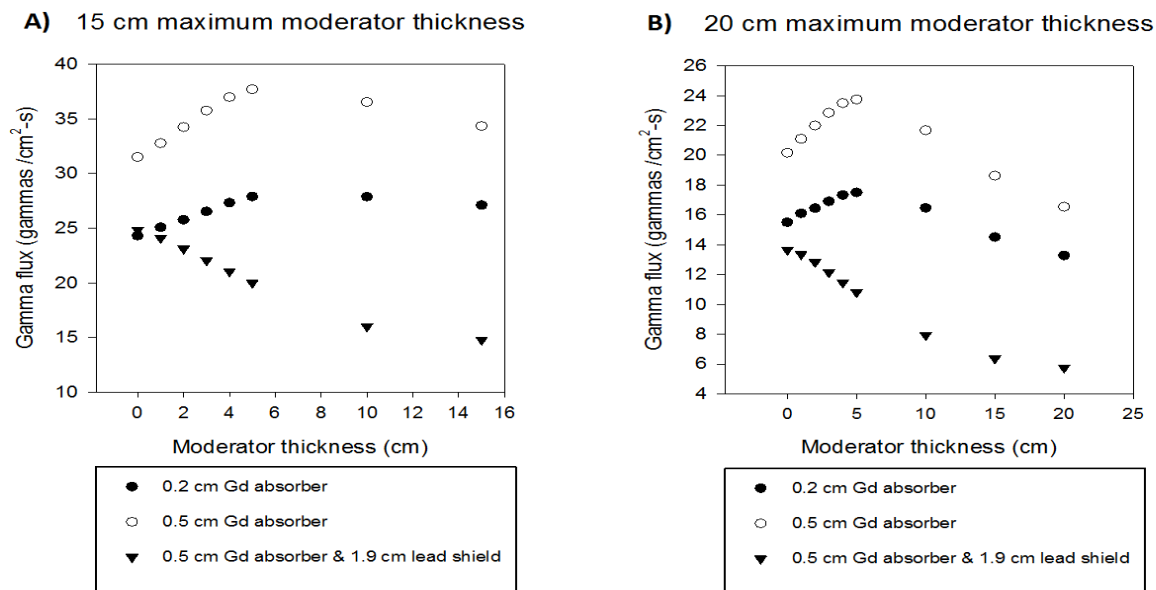 A) 15 cm maximum moderator thickness
40
35
30
25
20
15
10
Gamma flux (gammas /cm²-s)
0 2 4 6 8 10 12 14 16
Moderator thickness (cm)
0.2 cm Gd absorber
0.5 cm Gd absorber
0.5 cm Gd absorber & 1.9 cm lead shield
B) 20 cm maximum moderator thickness
26
24
22
20
18
16
14
12
10
8
6
4
Gamma flux (gammas /cm²-s)
0 5 10 15 20 25
Moderator thickness (cm)
0.2 cm Gd absorber
0.5 cm Gd absorber
0.5 cm Gd absorber & 1.9 cm lead shield